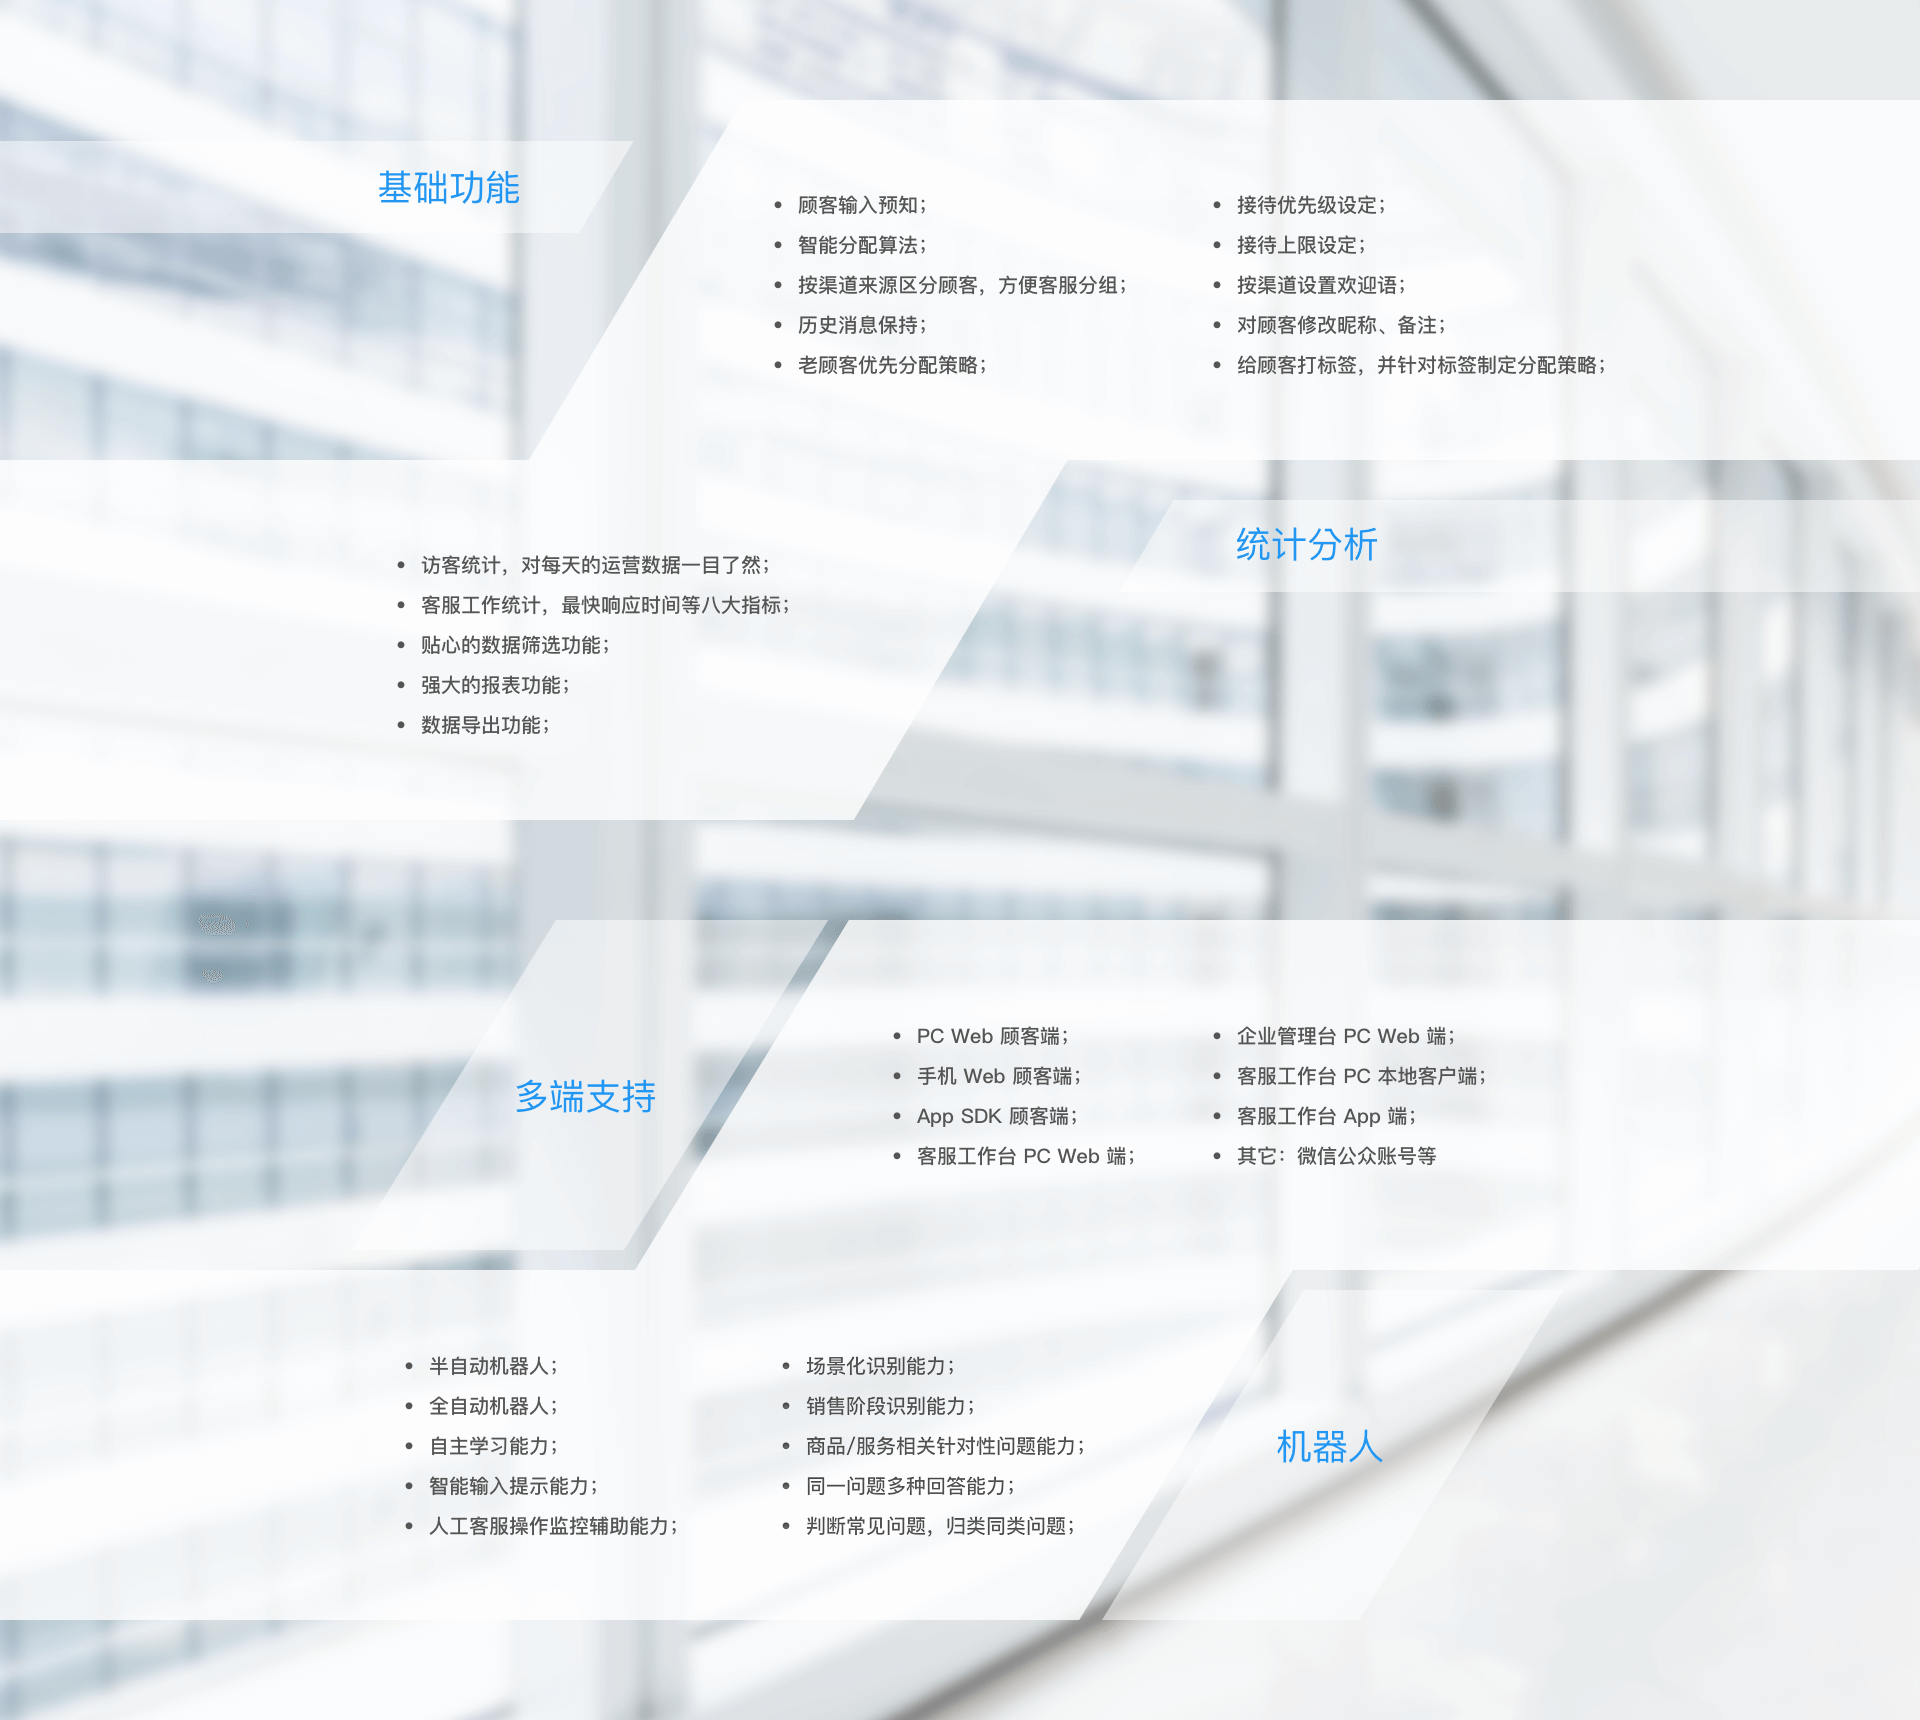 基础功能
顾客输入预知；
智能分配算法；
按渠道来源区分顾客，方便客服分组；
历史消息保持；
老顾客优先分配策略；
接待优先级设定；
接待上限设定；
按渠道设置欢迎语；
对顾客修改昵称、备注；
给顾客打标签，并针对标签制定分配策略；
统计分析
访客统计，对每天的运营数据一目了然；
客服工作统计，最快响应时间等八大指标；
贴心的数据筛选功能；
强大的报表功能；
数据导出功能；
多端支持
PC Web 顾客端；
手机 Web 顾客端；
App SDK 顾客端；
客服工作台 PC Web 端；
企业管理台 PC Web 端；
客服工作台 PC 本地客户端；
客服工作台 App 端；
其它：微信公众账号等
半自动机器人；
全自动机器人；
自主学习能力；
智能输入提示能力；
人工客服操作监控辅助能力；
场景化识别能力；
销售阶段识别能力；
商品/服务相关针对性问题能力；
同一问题多种回答能力；
判断常见问题，归类同类问题；
机器人